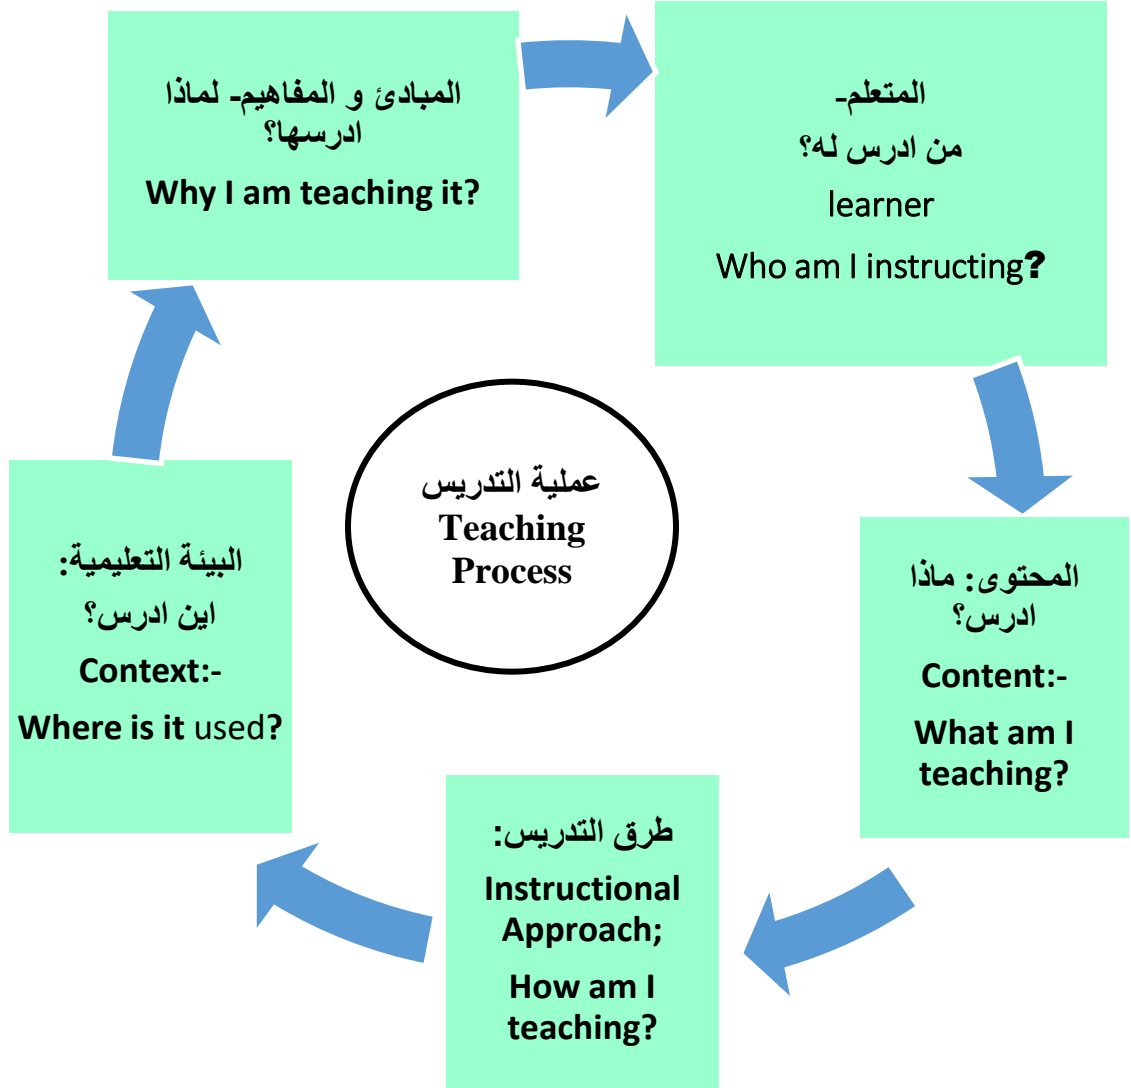 المبادئ و المفاهيم- لماذا
ادرسها؟
Why I am teaching it?
المتعلم-
من ادرس له؟
learner
Who am I instructing?
المحتوى: ماذا
ادرس؟
Content:-
What am I
teaching?
طرق التدريس:
Instructional
Approach;
How am I
teaching?
البيئة التعليمية:
اين ادرس؟
Context:-
Where is it used?
عملية التدريس
Teaching
Process